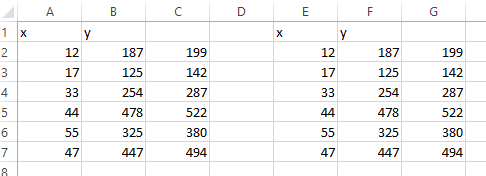 A B C D E F G
1 x y x y
2 12 187 199 12 187 199
3 17 125 142 17 125 142
4 33 254 287 33 254 287
5 44 478 522 44 478 522
6 55 325 380 55 325 380
7 47 447 494 47 447 494
8